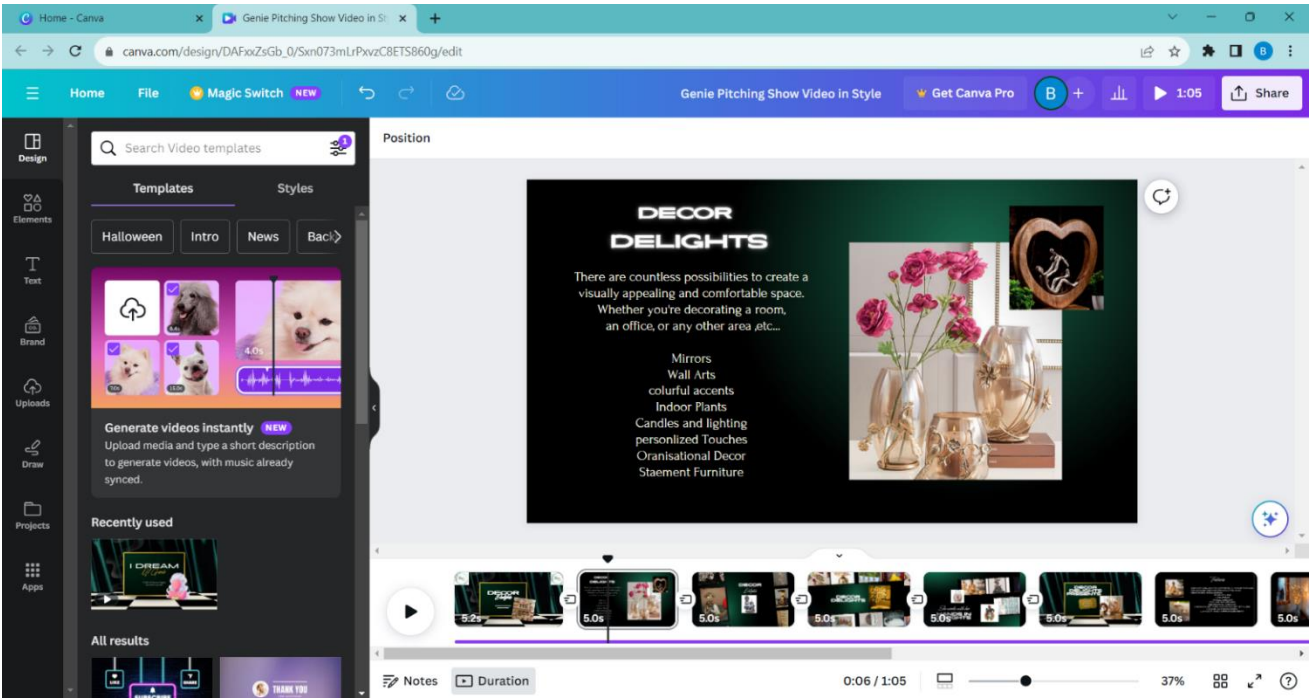 Home - Canva
Genie Pitching Show Video in St
canva.com/design/DAFxxZsGb_0/Sxn073mLrPxvzC8ETS860g/edit
B
Home File Magic Switch NEW
Genie Pitching Show Video in Style
Get Canva Pro
B
1:05
Share
Design
Elements
Text
Brand
Uploads
Draw
Projects
Apps
Search Video templates
1
Templates Styles
Halloween Intro News Back
4.0s
Generate videos instantly NEW
Upload media and type a short description
to generate videos, with music already
synced.
Recently used
I DREAM
All results
LIKE SHARE
SUBSCRIBE
THANK YOU
Position
DECOR
DELIGHTS
There are countless possibilities to create a
visually appealing and comfortable space.
Whether you're decorating a room,
an office, or any other area ,etc...
Mirrors
Wall Arts
colurful accents
Indoor Plants
Candles and lighting
personlized Touches
Oranisational Decor
Staement Furniture
5.2s 5.0s 5.0s 5.0s 5.0s 5.0s 5.0s 5.0s
Notes Duration
0:06 / 1:05
37%